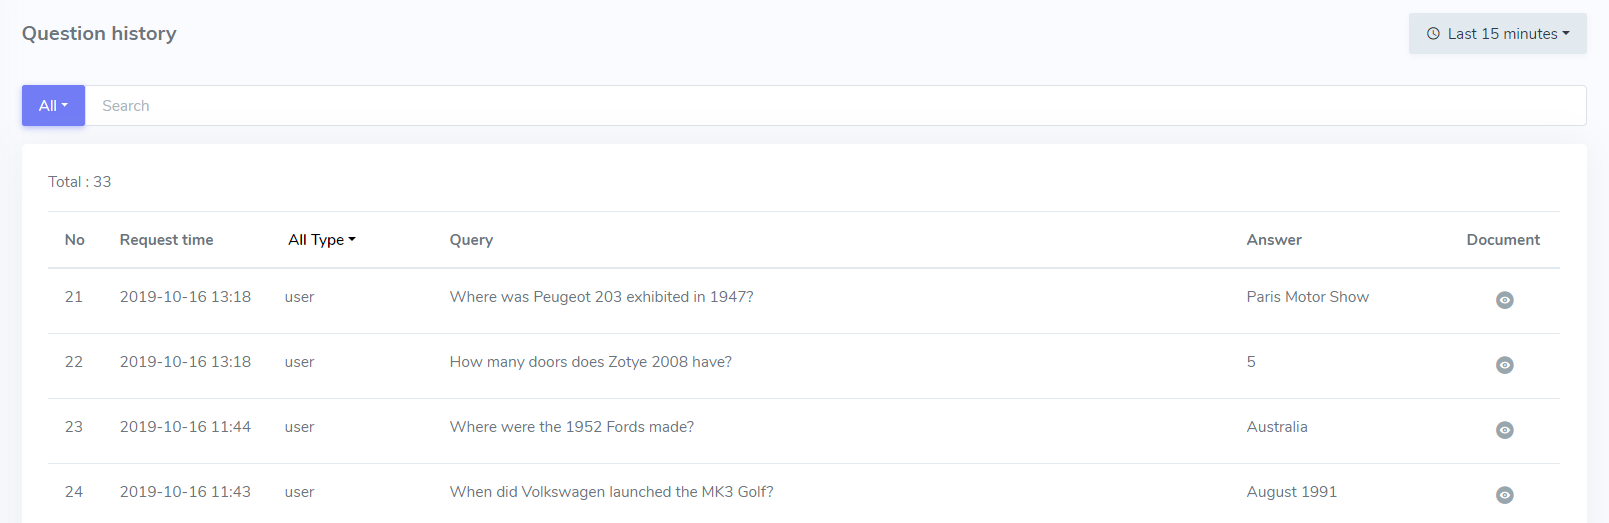 Question history
Last 15 minutes
All
Search
Total : 33
No Request time All Type Query Answer Document
21 2019-10-16 13:18 user Where was Peugeot 203 exhibited in 1947? Paris Motor Show
22 2019-10-16 13:18 user How many doors does Zotye 2008 have? 5
23 2019-10-16 11:44 user Where were the 1952 Fords made? Australia
24 2019-10-16 11:43 user When did Volkswagen launched the MK3 Golf? August 1991